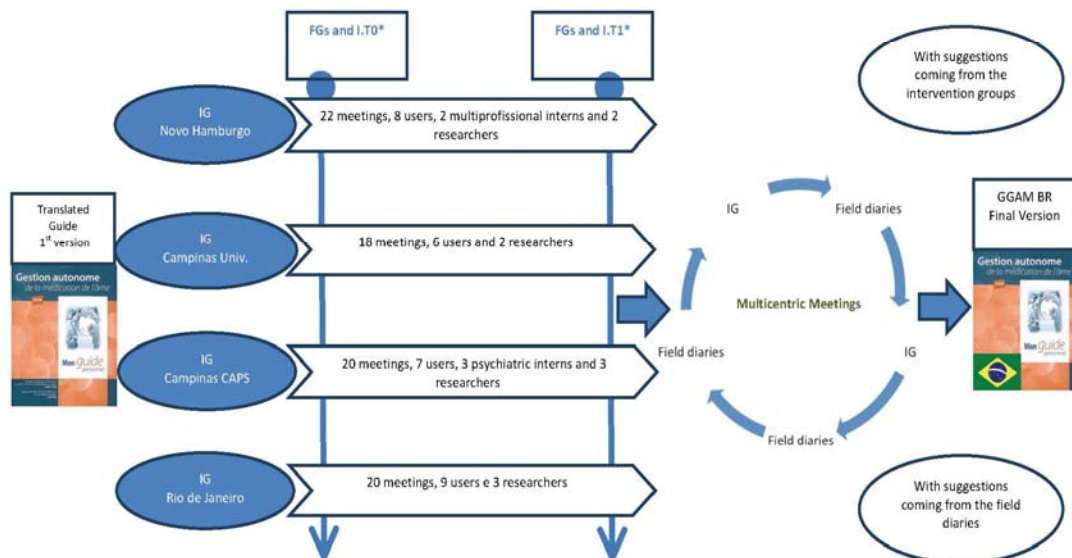 FGs and I.T0*
FGs and I.T1*
With suggestions
coming from the
intervention groups
IG
Novo Hamburgo
22 meetings, 8 users, 2 multiprofissional interns and 2
researchers
Translated
Guide
1st version
Gestion autonome
de la médication de l'âme
Mon guide
personnel
IG
Campinas Univ.
18 meetings, 6 users and 2 researchers
IG
Campinas CAPS
20 meetings, 7 users, 3 psychiatric interns and 3
researchers
IG
Rio de Janeiro
20 meetings, 9 users e 3 researchers
IG
Field diaries
Multicentric Meetings
Field diaries
IG
Field diaries
GGAM BR
Final Version
Gestion autonome
de la médication de l'âme
Mon guide
personnel
With suggestions
coming from the field
diaries